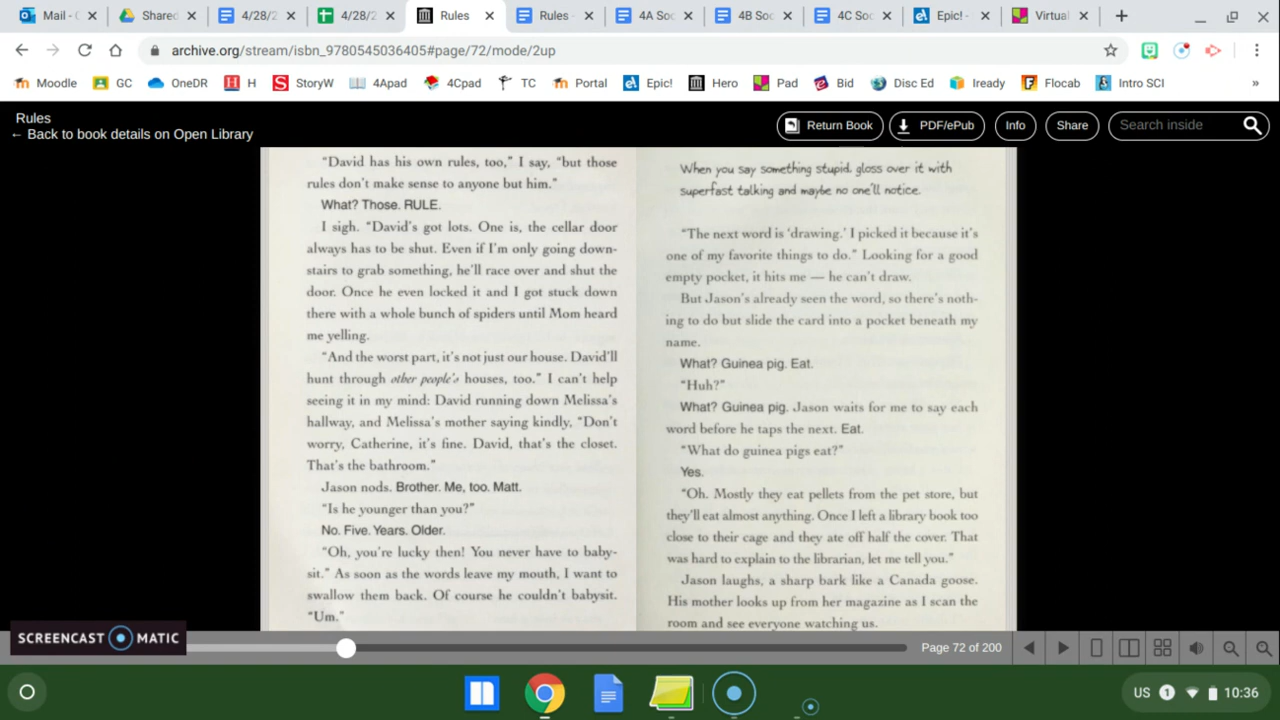 Mail - C
Shared
4/28/2
4/28/2
Rules
Rules -
4A Soc
4B Soc
4C Soc
Epic! -
Virtual
archive.org/stream/isbn_9780545036405#page/72/mode/2up
Moodle
GC
OneDR
H
StoryW
4Apad
4Cpad
TC
Portal
Epic!
Hero
Pad
Bid
Disc Ed
Iready
Flocab
Intro SCI
»
Rules
← Back to book details on Open Library
Return Book
PDF/ePub
Info
Share
Search inside
"David has his own rules, too," I say, "but those
rules don't make sense to anyone but him."
What? Those. RULE.
I sigh. "David's got lots. One is, the cellar door
always has to be shut. Even if I'm only going down-
stairs to grab something, he'll race over and shut the
door. Once he even locked it and I got stuck down
there with a whole bunch of spiders until Mom heard
me yelling.
"And the worst part, it's not just our house. David'll
hunt through other people's houses, too." I can't help
seeing it in my mind: David running down Melissa's
hallway, and Melissa's mother saying kindly, "Don't
worry, Catherine, it's fine. David, that's the closet.
That's the bathroom."
Jason nods. Brother. Me, too. Matt.
"Is he younger than you?"
No. Five. Years. Older.
"Oh, you're lucky then! You never have to baby-
sit." As soon as the words leave my mouth, I want to
swallow them back. Of course he couldn't babysit.
"Um."
When you say something stupid, gloss over it with
superfast talking and maybe no one'll notice.
"The next word is 'drawing.' I picked it because it's
one of my favorite things to do." Looking for a good
empty pocket, it hits me — he can't draw.
But Jason's already seen the word, so there's noth-
ing to do but slide the card into a pocket beneath my
name.
What? Guinea pig. Eat.
"Huh?"
What? Guinea pig. Jason waits for me to say each
word before he taps the next. Eat.
"What do guinea pigs eat?"
Yes.
"Oh. Mostly they eat pellets from the pet store, but
they'll eat almost anything. Once I left a library book too
close to their cage and they ate off half the cover. That
was hard to explain to the librarian, let me tell you."
Jason laughs, a sharp bark like a Canada goose.
His mother looks up from her magazine as I scan the
room and see everyone watching us.
SCREENCAST O MATIC
Page 72 of 200
US 1 10:36